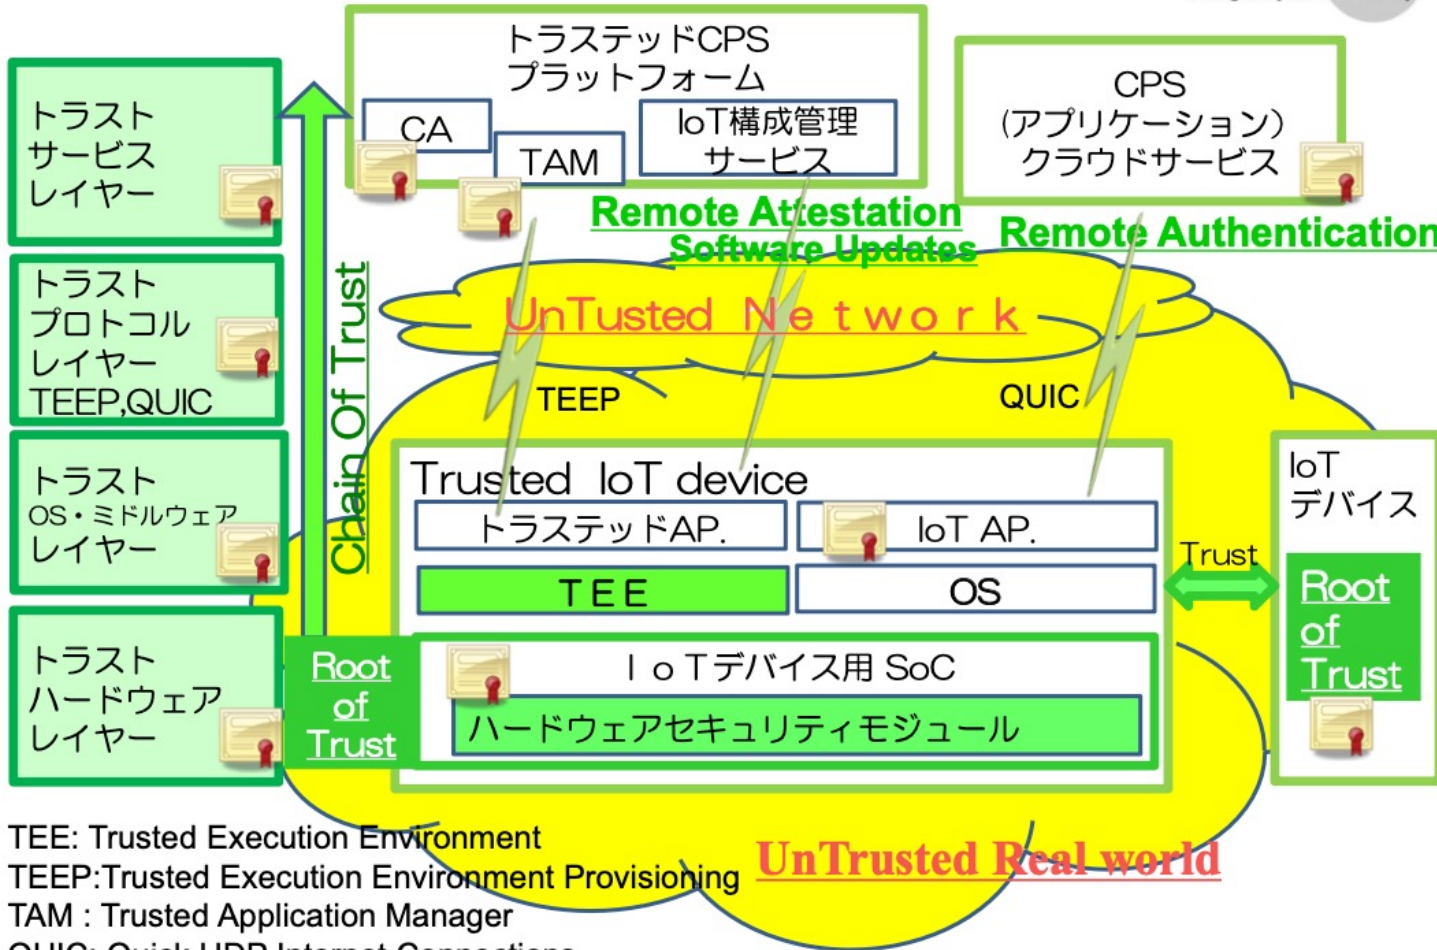 トラステッドCPS
プラットフォーム
CA
TAM
IoT構成管理
サービス
CPS
(アプリケーション)
クラウドサービス
トラスト
サービス
レイヤー
Remote Attestation
Software Updates
Remote Authentication
トラスト
プロトコル
レイヤー
TEEP,QUIC
Chain Of Trust
UnTusted Network
TEEP
QUIC
トラスト
OS・ミドルウェア
レイヤー
Trusted IoT device
トラステッドAP.
IoT AP.
TEE
OS
Trust
IoT
デバイス
Root
of
Trust
トラスト
ハードウェア
レイヤー
Root
of
Trust
IoTデバイス用 SoC
ハードウェアセキュリティモジュール
UnTrusted Real world
TEE: Trusted Execution Environment
TEEP:Trusted Execution Environment Provisioning
TAM : Trusted Application Manager
QUIC: Quick UDP Internet Connections